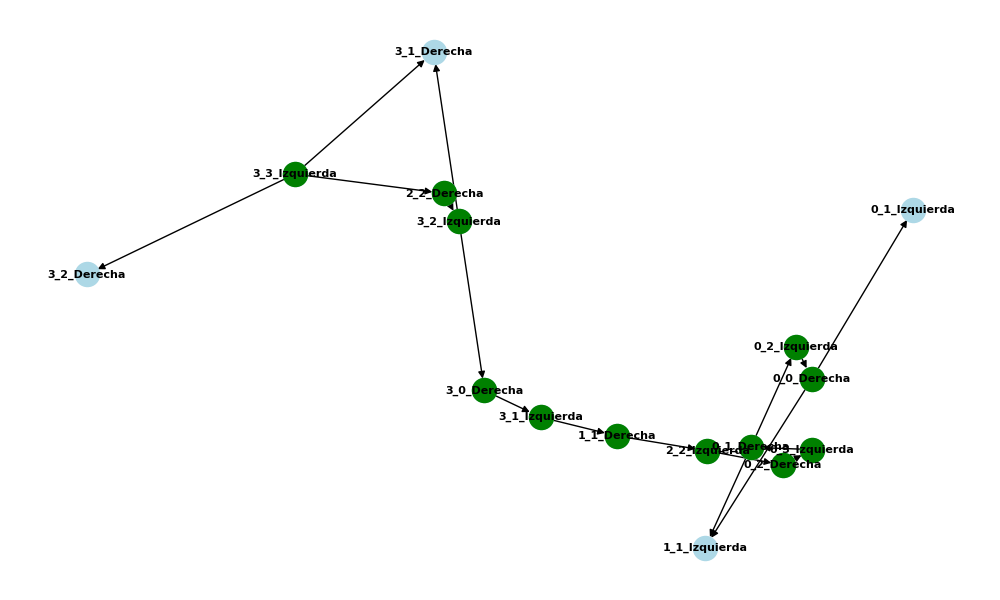 3_1_Derecha
3_3_Izquierda
2_2_Derecha
3_2_Izquierda
0_1_Izquierda
3_2_Derecha
0_2_Izquierda
0_0_Derecha
3_0_Derecha
3_1_Izquierda
1_1_Derecha
2_2_Izquierda
0_1_Derecha
0_3_Izquierda
0_2_Derecha
1_1_Izquierda